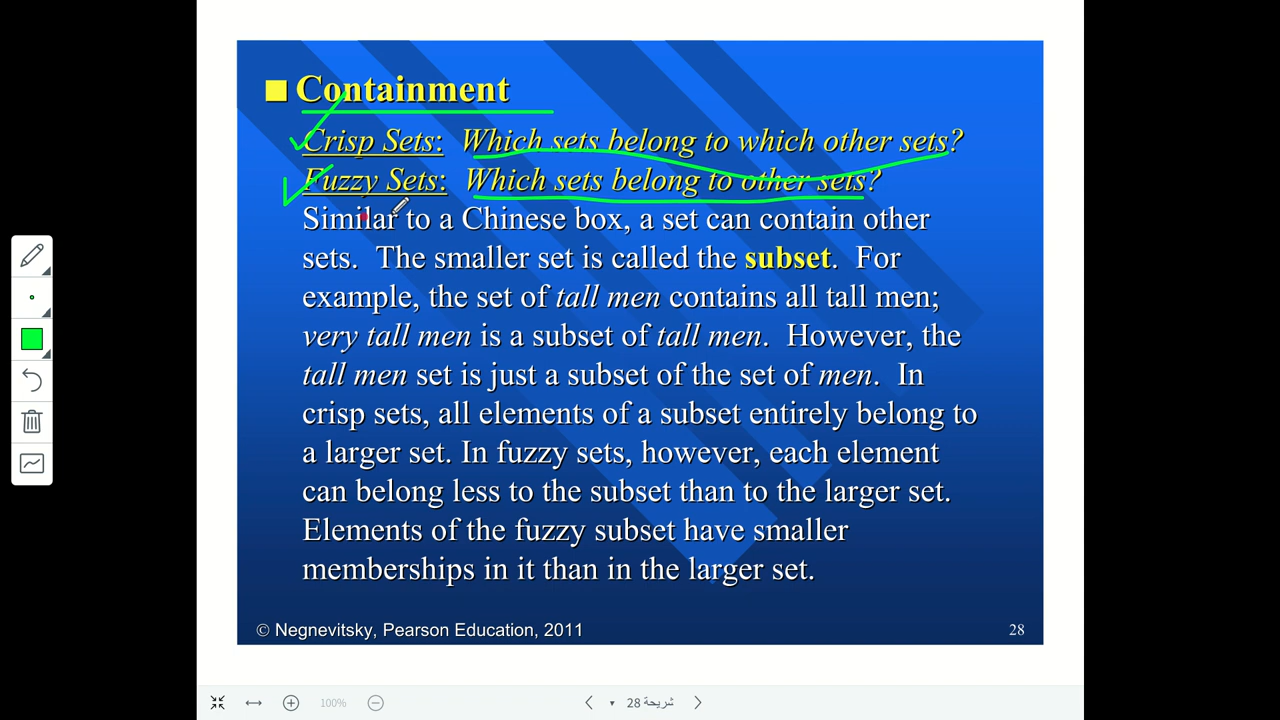 Containment
Crisp Sets: Which sets belong to which other sets?
Fuzzy Sets: Which sets belong to other sets?
Similar to a Chinese box, a set can contain other
sets. The smaller set is called the subset. For
example, the set of tall men contains all tall men;
very tall men is a subset of tall men. However, the
tall men set is just a subset of the set of men. In
crisp sets, all elements of a subset entirely belong to
a larger set. In fuzzy sets, however, each element
can belong less to the subset than to the larger set.
Elements of the fuzzy subset have smaller
memberships in it than in the larger set.
© Negnevitsky, Pearson Education, 2011
28
100%
شريحة 28